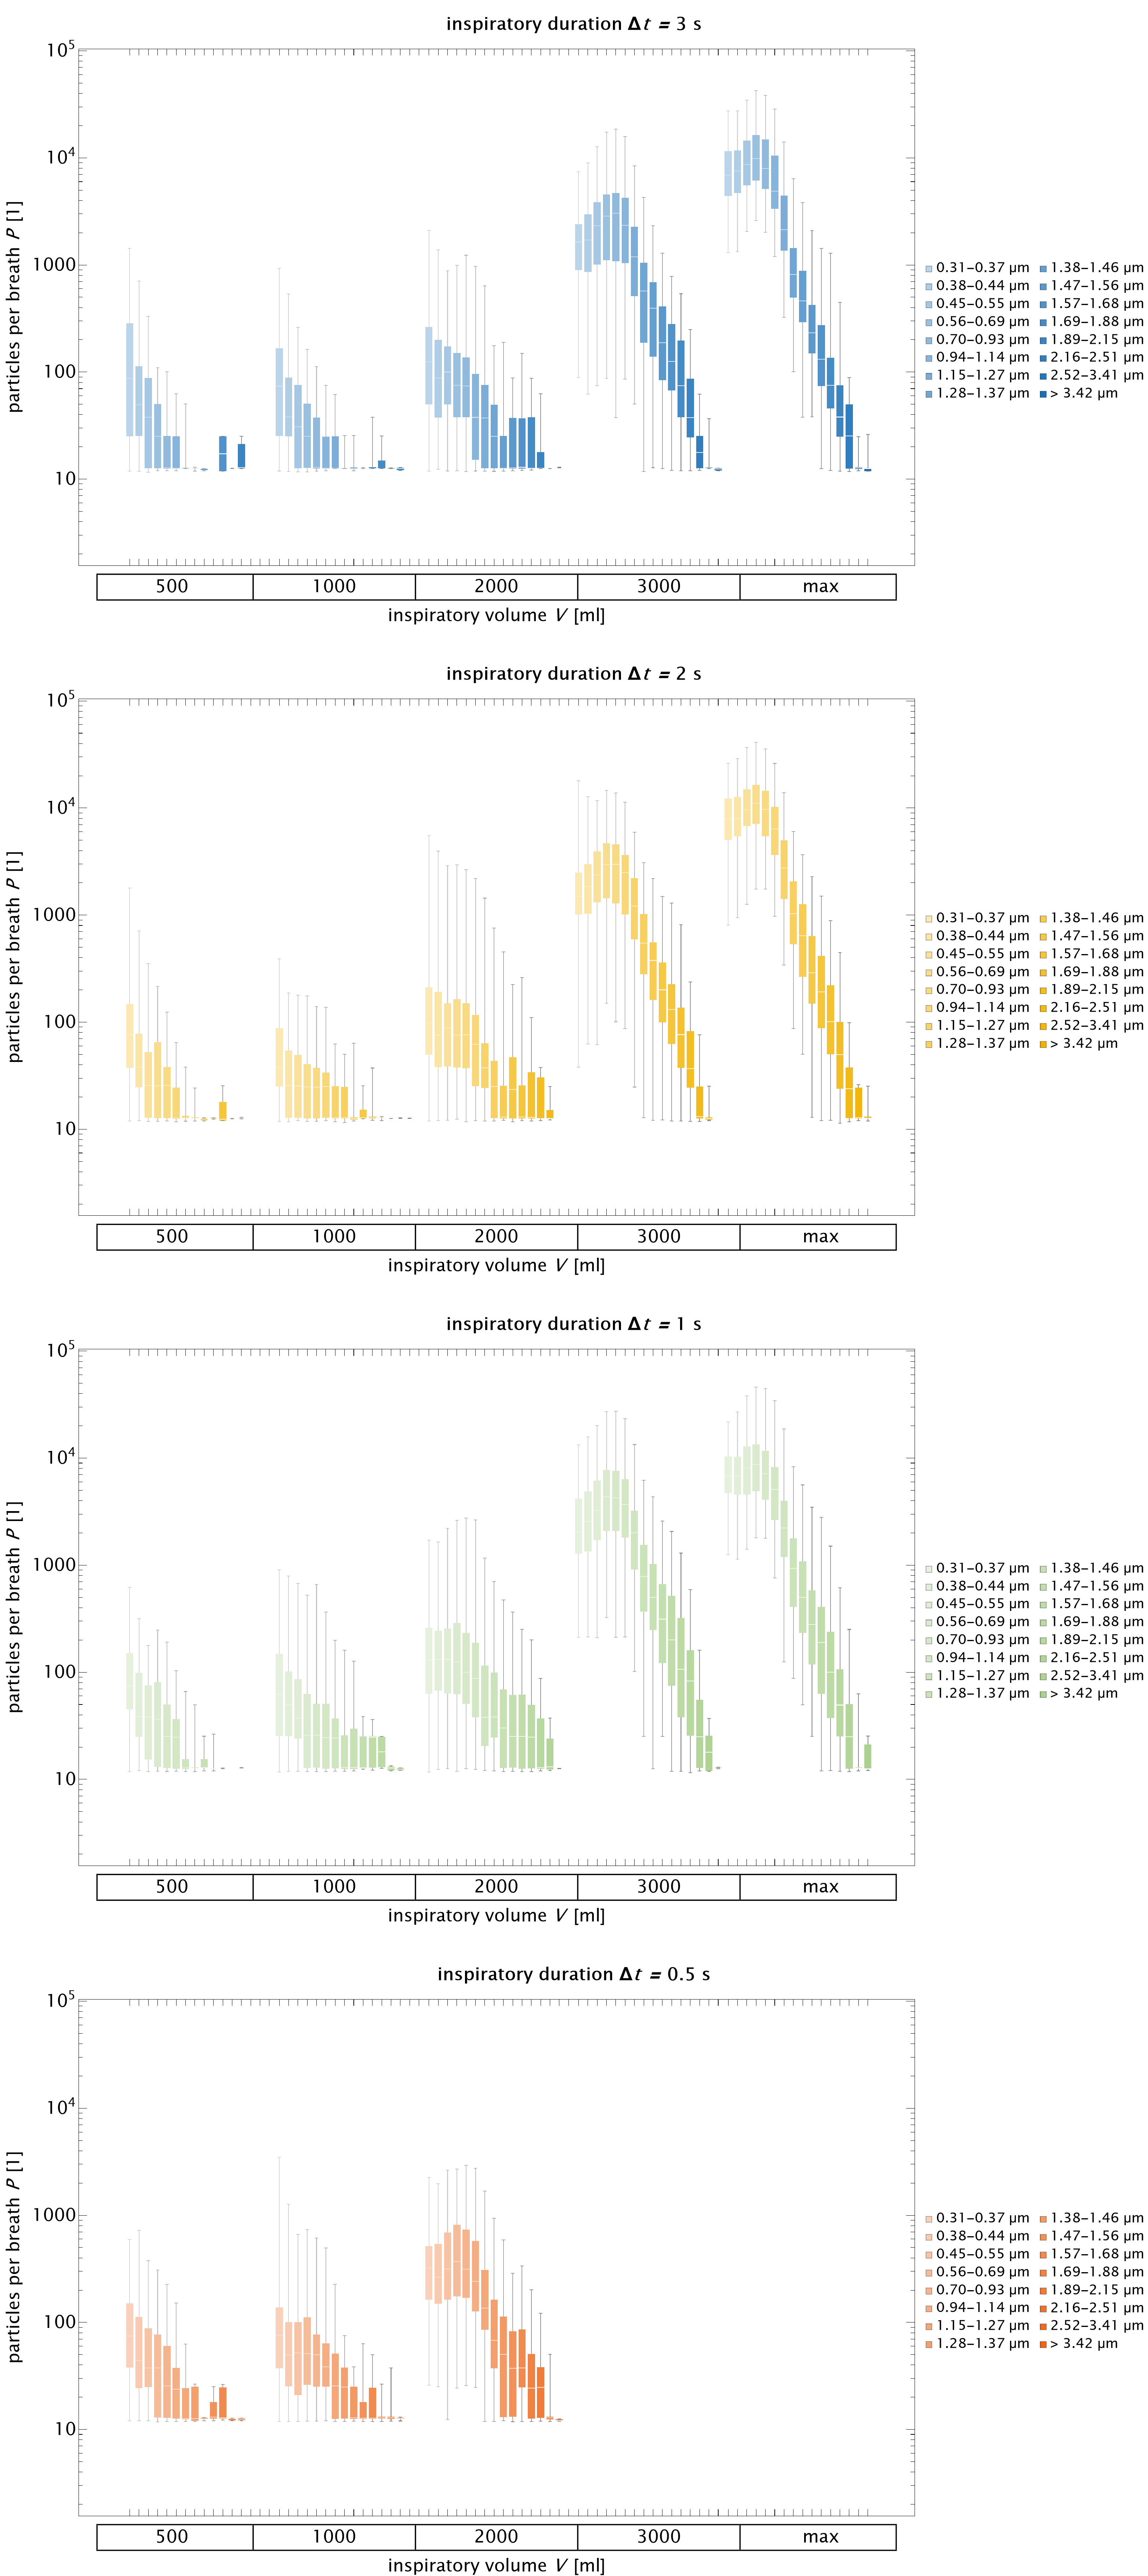 inspiratory duration Δt = 3 s
10⁵
10⁴
1000
100
10
particles per breath P [1]
0.31–0.37 µm 1.38–1.46 µm
0.38–0.44 µm 1.47–1.56 µm
0.45–0.55 µm 1.57–1.68 µm
0.56–0.69 µm 1.69–1.88 µm
0.70–0.93 µm 1.89–2.15 µm
0.94–1.14 µm 2.16–2.51 µm
1.15–1.27 µm 2.52–3.41 µm
1.28–1.37 µm > 3.42 µm
500 1000 2000 3000 max
inspiratory volume V [ml]
inspiratory duration Δt = 2 s
10⁵
10⁴
1000
100
10
particles per breath P [1]
0.31–0.37 µm 1.38–1.46 µm
0.38–0.44 µm 1.47–1.56 µm
0.45–0.55 µm 1.57–1.68 µm
0.56–0.69 µm 1.69–1.88 µm
0.70–0.93 µm 1.89–2.15 µm
0.94–1.14 µm 2.16–2.51 µm
1.15–1.27 µm 2.52–3.41 µm
1.28–1.37 µm > 3.42 µm
500 1000 2000 3000 max
inspiratory volume V [ml]
inspiratory duration Δt = 1 s
10⁵
10⁴
1000
100
10
particles per breath P [1]
0.31–0.37 µm 1.38–1.46 µm
0.38–0.44 µm 1.47–1.56 µm
0.45–0.55 µm 1.57–1.68 µm
0.56–0.69 µm 1.69–1.88 µm
0.70–0.93 µm 1.89–2.15 µm
0.94–1.14 µm 2.16–2.51 µm
1.15–1.27 µm 2.52–3.41 µm
1.28–1.37 µm > 3.42 µm
500 1000 2000 3000 max
inspiratory volume V [ml]
inspiratory duration Δt = 0.5 s
10⁵
10⁴
1000
100
10
particles per breath P [1]
0.31–0.37 µm 1.38–1.46 µm
0.38–0.44 µm 1.47–1.56 µm
0.45–0.55 µm 1.57–1.68 µm
0.56–0.69 µm 1.69–1.88 µm
0.70–0.93 µm 1.89–2.15 µm
0.94–1.14 µm 2.16–2.51 µm
1.15–1.27 µm 2.52–3.41 µm
1.28–1.37 µm > 3.42 µm
500 1000 2000 3000 max
inspiratory volume V [ml]